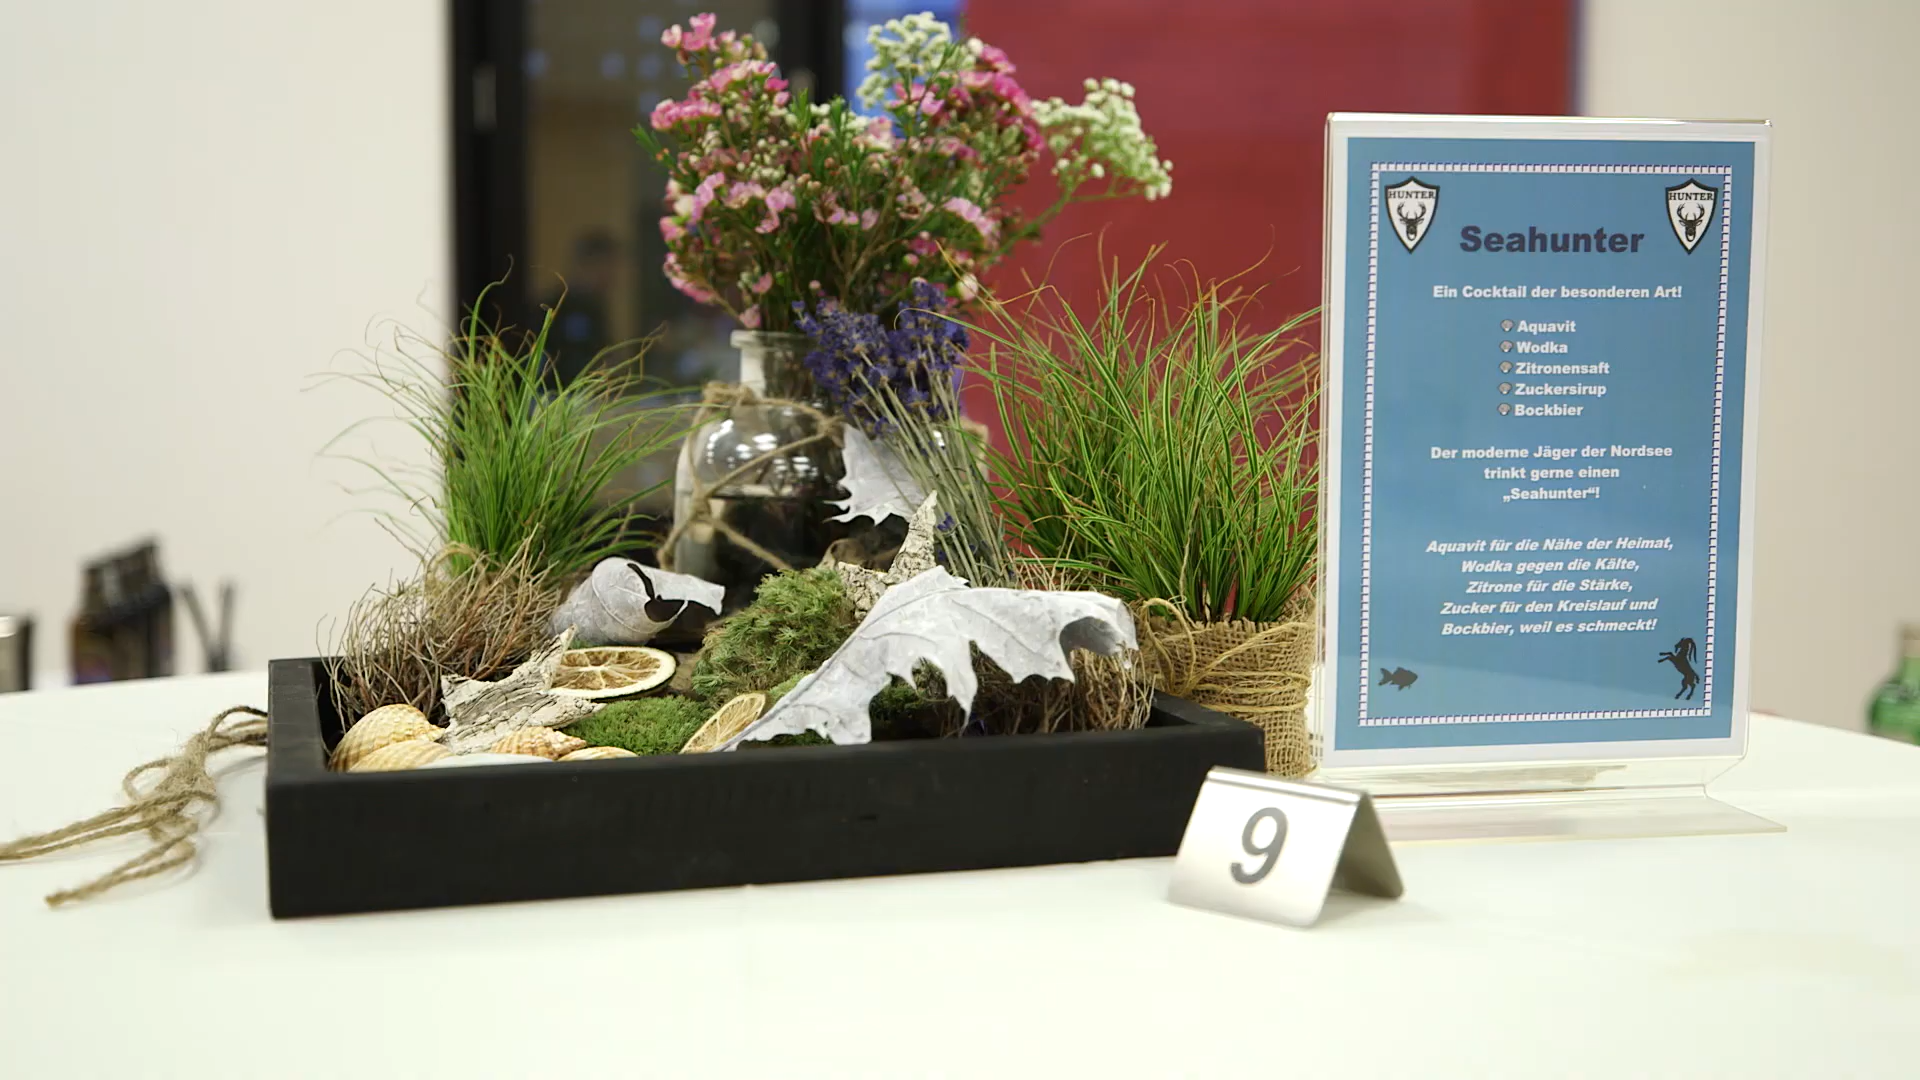 HUNTER
HUNTER
Seahunter
Ein Cocktail der besonderen Art!
Aquavit
Wodka
Zitronensaft
Zuckersirup
Bockbier
Der moderne Jäger der Nordsee
trinkt gerne einen
„Seahunter“!
Aquavit für die Nähe der Heimat,
Wodka gegen die Kälte,
Zitrone für die Stärke,
Zucker für den Kreislauf und
Bockbier, weil es schmeckt!
9